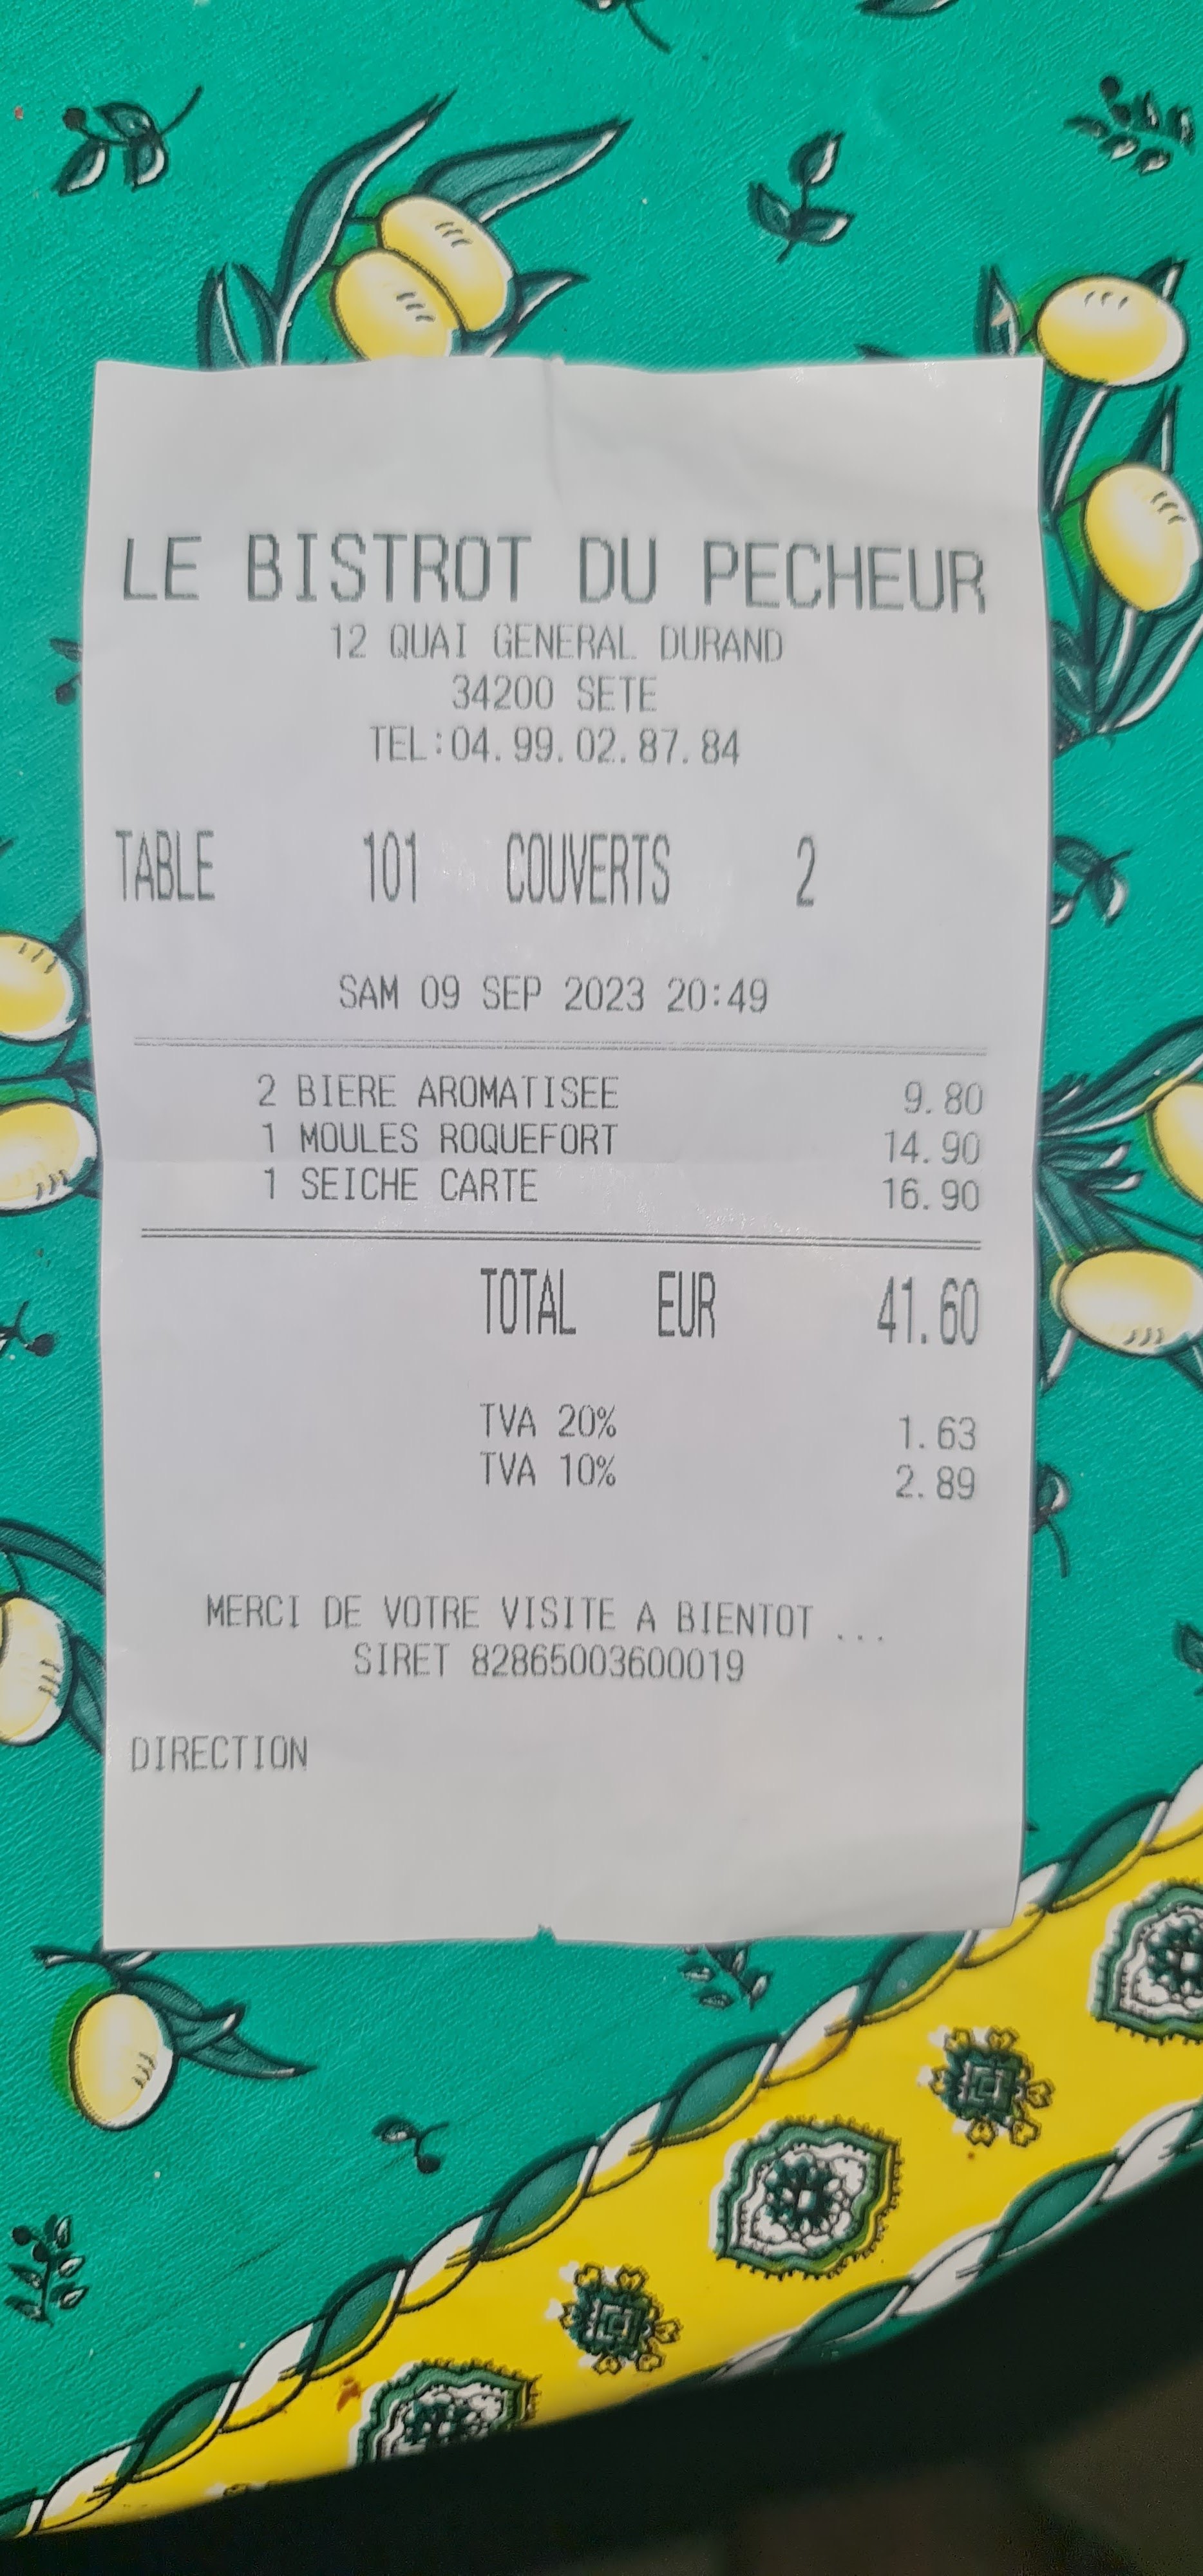 LE BISTROT DU PECHEUR
12 QUAI GENERAL DURAND
34200 SETE
TEL:04.99.02.87.84
TABLE 101 COUVERTS 2
SAM 09 SEP 2023 20:49
2 BIERE AROMATISEE 9.80
1 MOULES ROQUEFORT 14.90
1 SEICHE CARTE 16.90
TOTAL EUR 41.60
TVA 20% 1.63
TVA 10% 2.89
MERCI DE VOTRE VISITE A BIENTOT ...
SIRET 82865003600019
DIRECTION